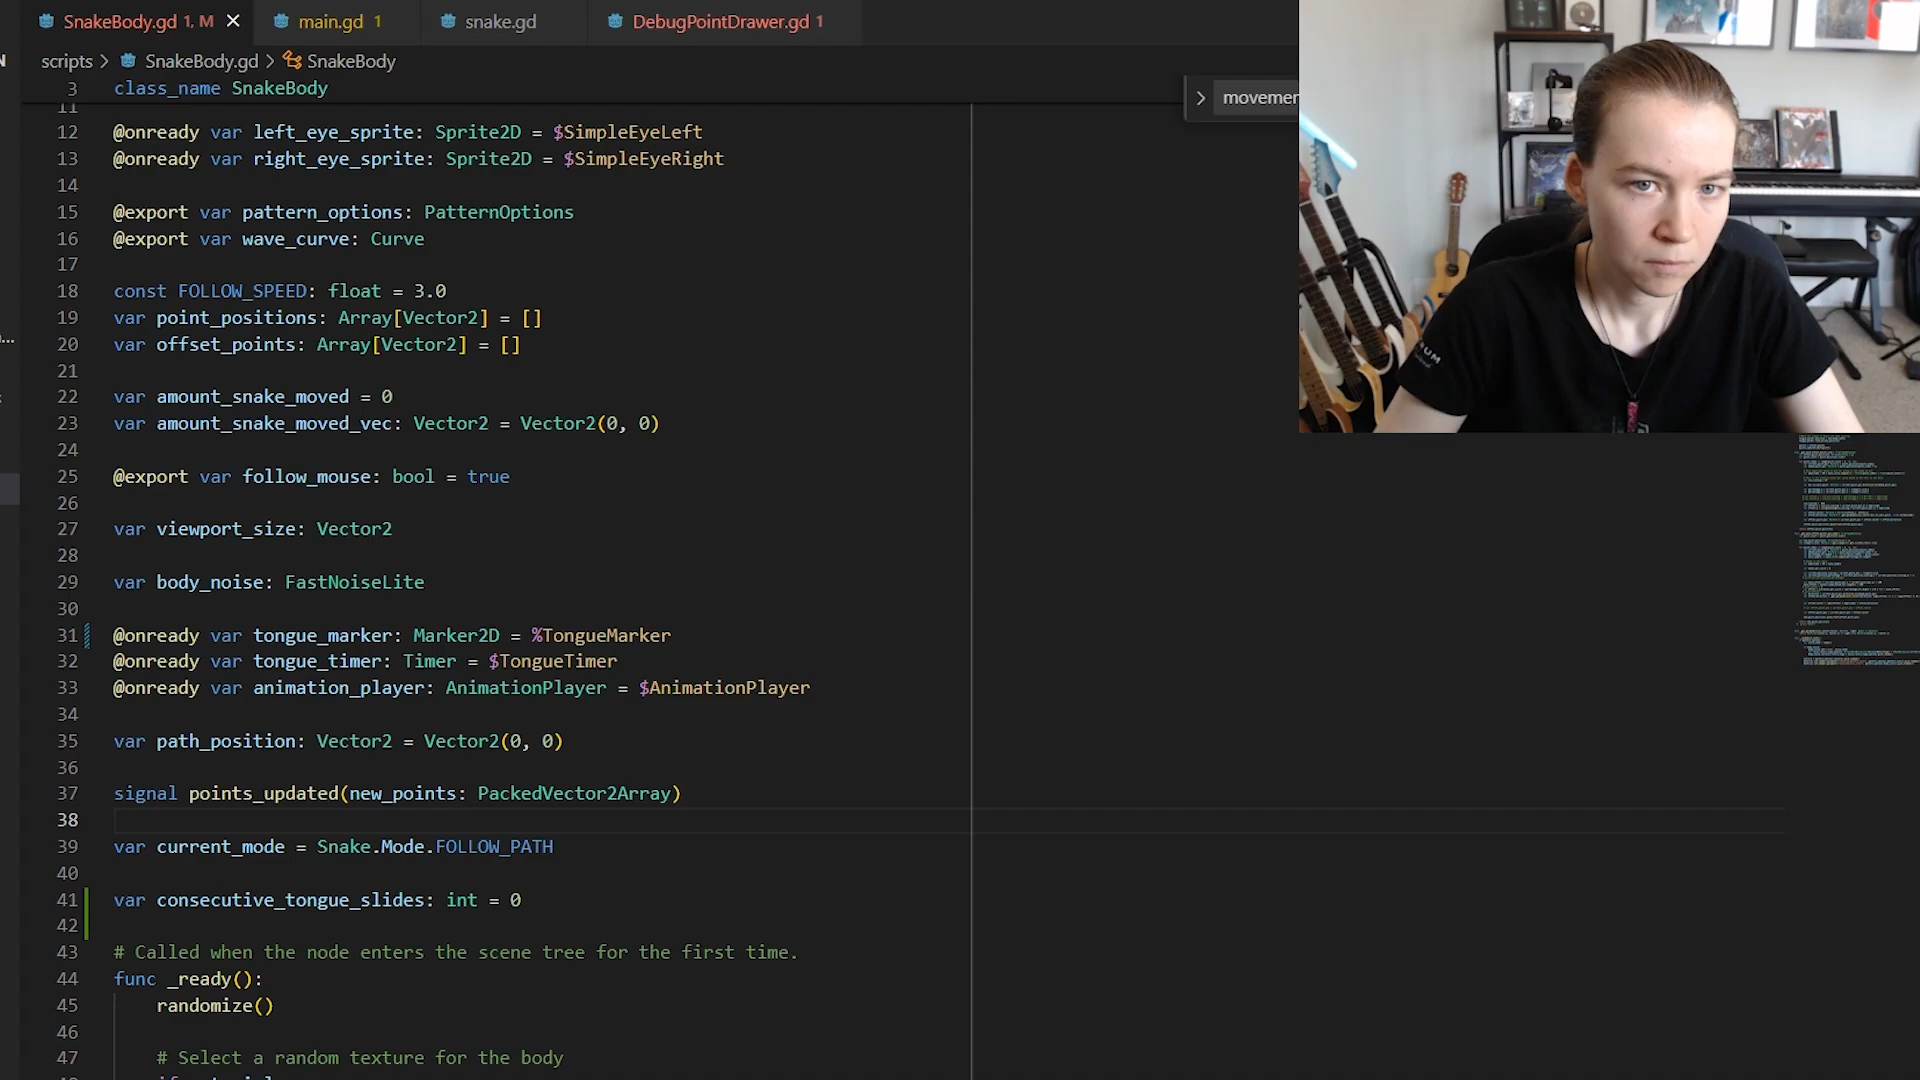 SnakeBody.gd 1, M
main.gd 1
snake.gd
DebugPointDrawer.gd 1
scripts > SnakeBody.gd > SnakeBody
3 class_name SnakeBody
movemen
11
12 @onready var left_eye_sprite: Sprite2D = $SimpleEyeLeft
13 @onready var right_eye_sprite: Sprite2D = $SimpleEyeRight
14
15 @export var pattern_options: PatternOptions
16 @export var wave_curve: Curve
17
18 const FOLLOW_SPEED: float = 3.0
19 var point_positions: Array[Vector2] = []
20 var offset_points: Array[Vector2] = []
21
22 var amount_snake_moved = 0
23 var amount_snake_moved_vec: Vector2 = Vector2(0, 0)
24
25 @export var follow_mouse: bool = true
26
27 var viewport_size: Vector2
28
29 var body_noise: FastNoiseLite
30
31 @onready var tongue_marker: Marker2D = %TongueMarker
32 @onready var tongue_timer: Timer = $TongueTimer
33 @onready var animation_player: AnimationPlayer = $AnimationPlayer
34
35 var path_position: Vector2 = Vector2(0, 0)
36
37 signal points_updated(new_points: PackedVector2Array)
38
39 var current_mode = Snake.Mode.FOLLOW_PATH
40
41 var consecutive_tongue_slides: int = 0
42
43 # Called when the node enters the scene tree for the first time.
44 func _ready():
45 randomize()
46
47 # Select a random texture for the body